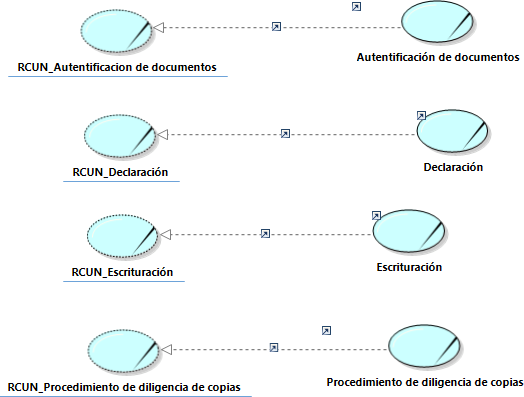 Autentificación de documentos
RCUN_Autentificacion de documentos
Declaración
RCUN_Declaración
Escrituración
RCUN_Escrituración
Procedimiento de diligencia de copias
RCUN_Procedimiento de diligencia de copias